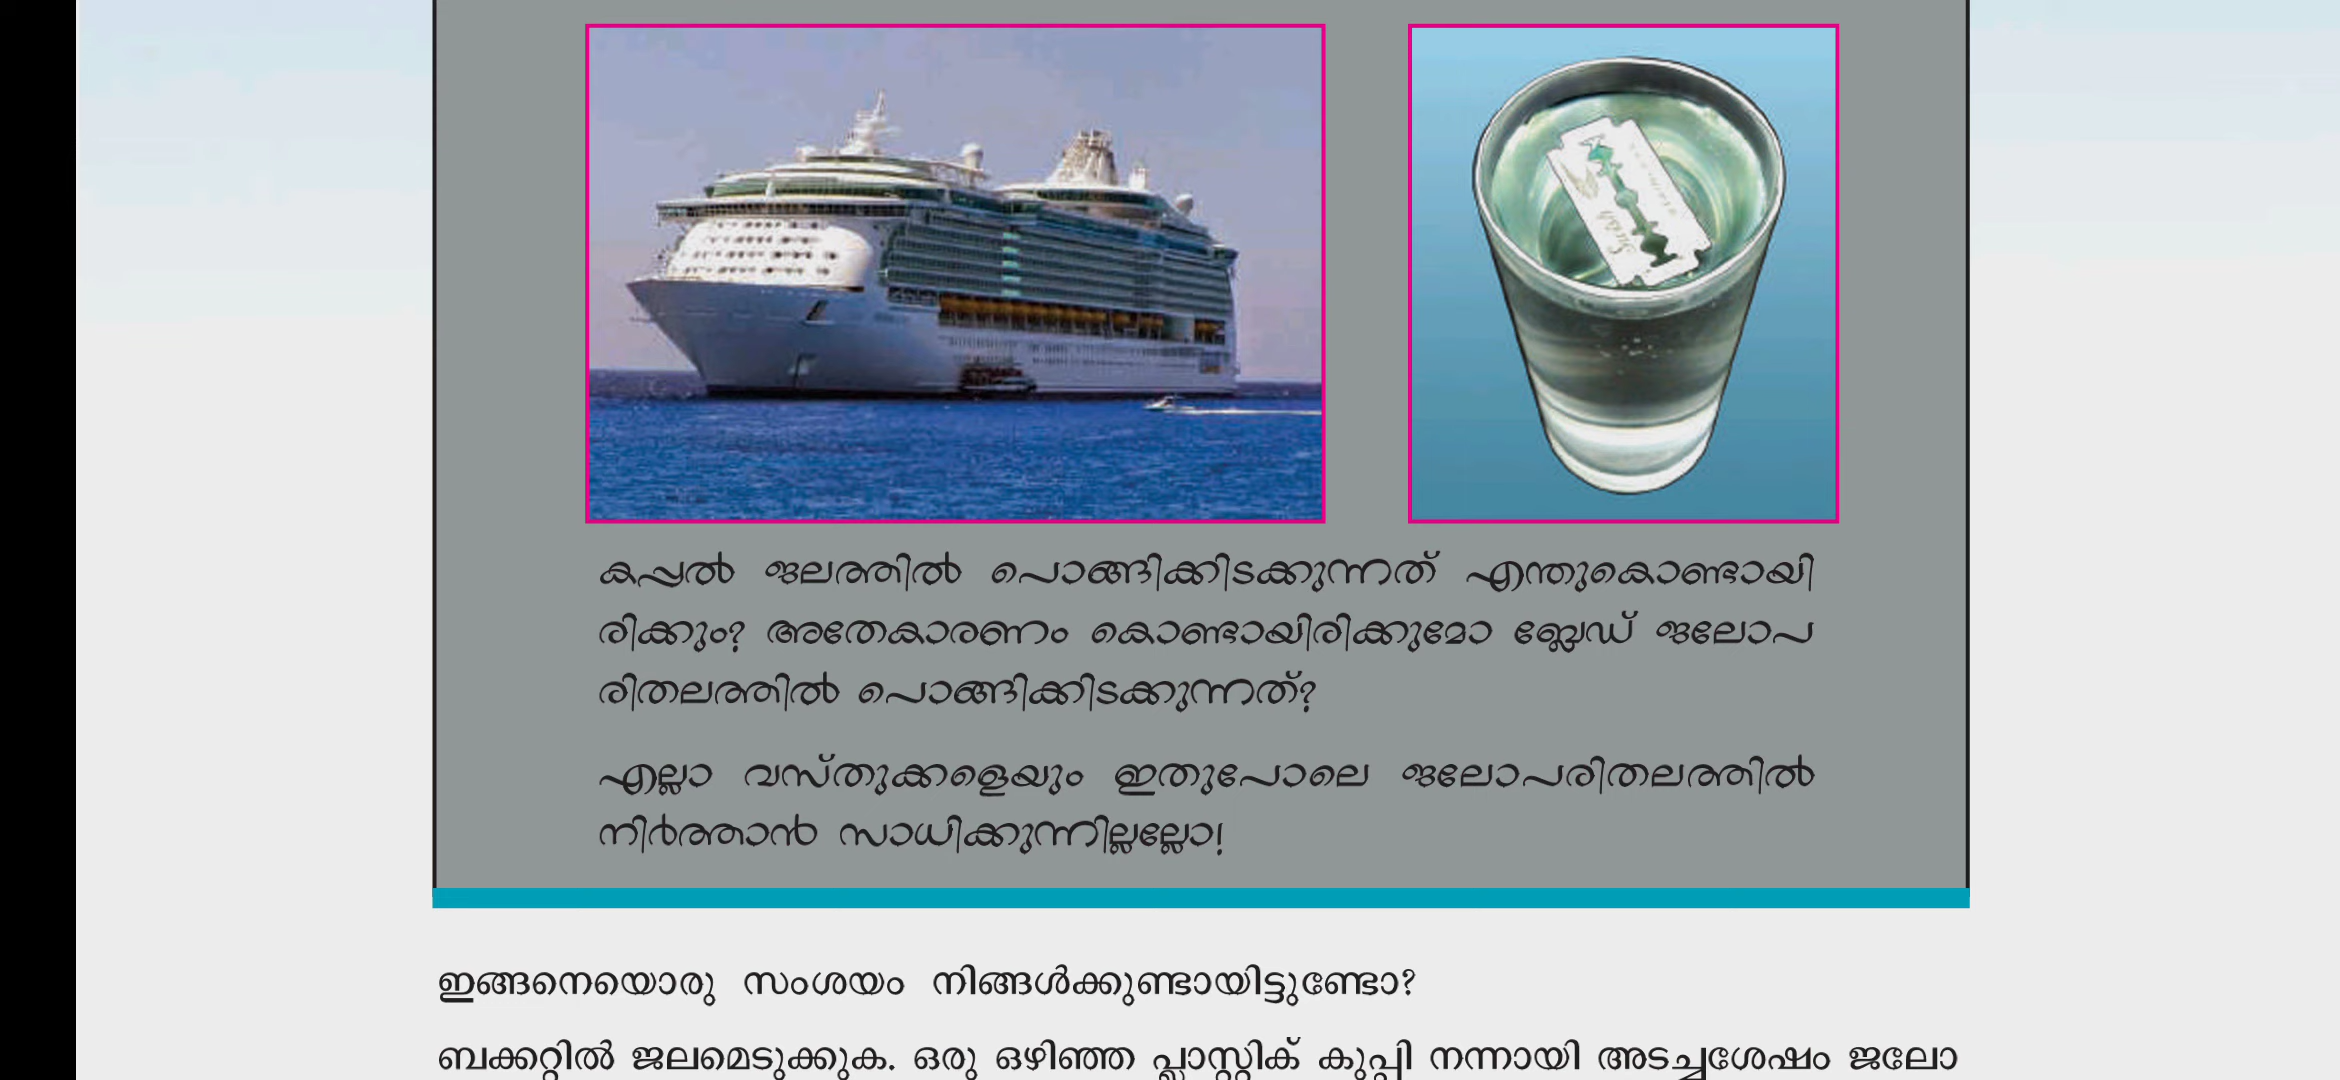 കപ്പൽ ജലത്തിൽ പൊങ്ങിക്കിടക്കുന്നത് എന്തുകൊണ്ടായി
രിക്കും? അതേകാരണം കൊണ്ടായിരിക്കുമോ ബ്ലേഡ് ജലോപ
രിതലത്തിൽ പൊങ്ങിക്കിടക്കുന്നത്?
എല്ലാ വസ്തുക്കളെയും ഇതുപോലെ ജലോപരിതലത്തിൽ
നിർത്താൻ സാധിക്കുന്നില്ലല്ലോ!
ഇങ്ങനെയൊരു സംശയം നിങ്ങൾക്കുണ്ടായിട്ടുണ്ടോ?
ബക്കറ്റിൽ ജലമെടുക്കുക. ഒരു ഒഴിഞ്ഞ പ്ലാസ്റ്റിക് കുപ്പി നന്നായി അടച്ചശേഷം ജലോ